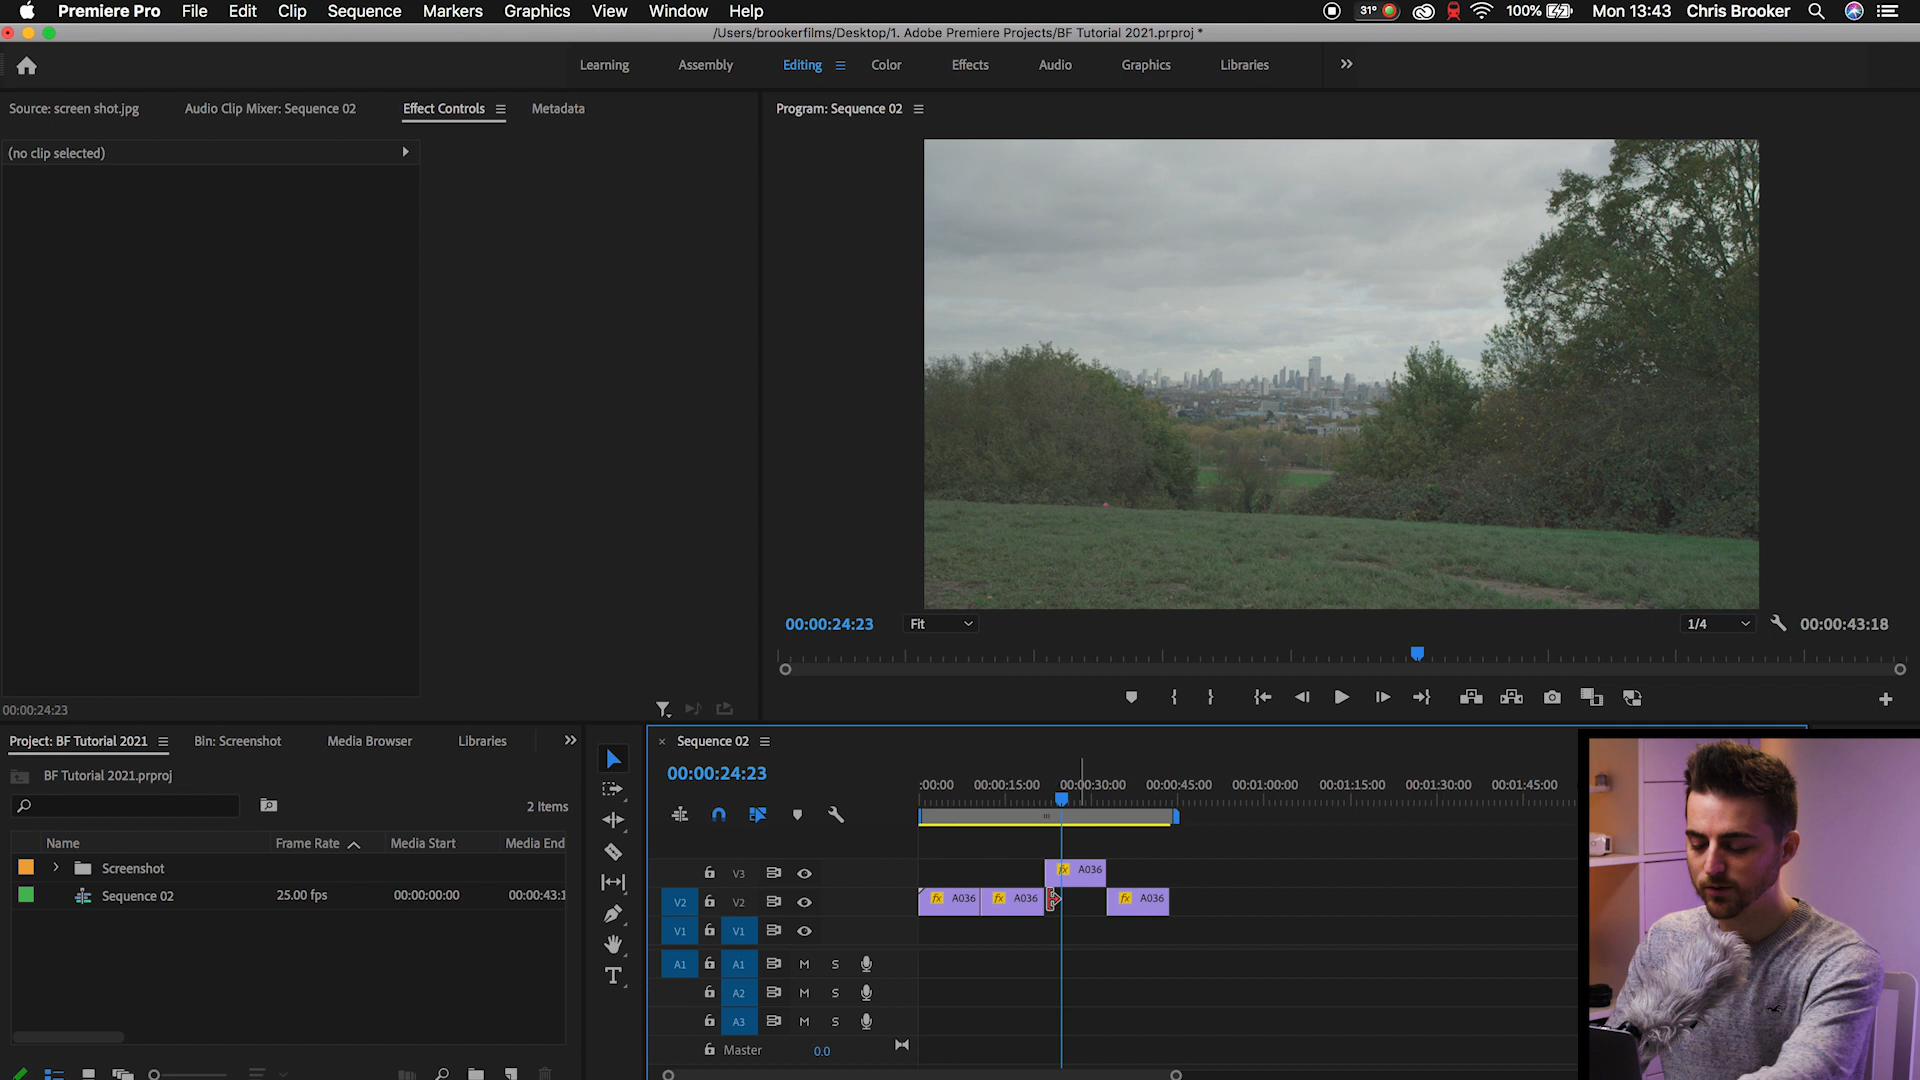 Premiere Pro File Edit Clip Sequence Markers Graphics View Window Help 31° 100% Mon 13:43 Chris Brooker
/Users/brookerfilms/Desktop/1. Adobe Premiere Projects/BF Tutorial 2021.prproj *
Learning Assembly Editing Color Effects Audio Graphics Libraries
Source: screen shot.jpg Audio Clip Mixer: Sequence 02 Effect Controls Metadata Program: Sequence 02
(no clip selected)
00:00:24:23 Fit 1/4 00:00:43:18
00:00:24:23
Project: BF Tutorial 2021 Bin: Screenshot Media Browser Libraries
BF Tutorial 2021.prproj
2 Items
Name Frame Rate Media Start Media End
Screenshot
Sequence 02 25.00 fps 00:00:00:00 00:00:43:1
Sequence 02
00:00:24:23
:00:00 00:00:15:00 00:00:30:00 00:00:45:00 00:01:00:00 00:01:15:00 00:01:30:00 00:01:45:00
V3 fx A036
V2 V2 fx A036 fx A036 fx A036
V1 V1
A1 A1 M S
A2 M S
A3 M S
Master 0.0
T